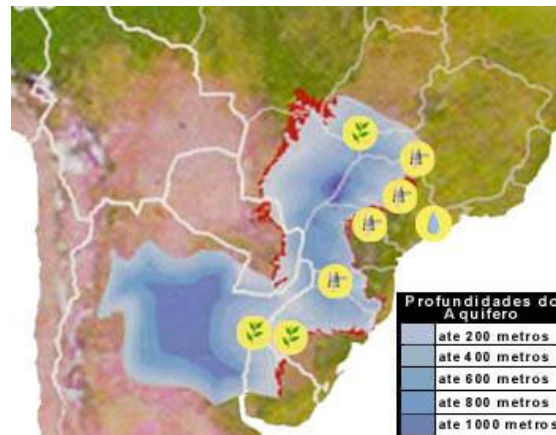 Profundidades do
Aquifero
ate 200 metros
ate 400 metros
ate 600 metros
ate 800 metros
ate 1000 metros